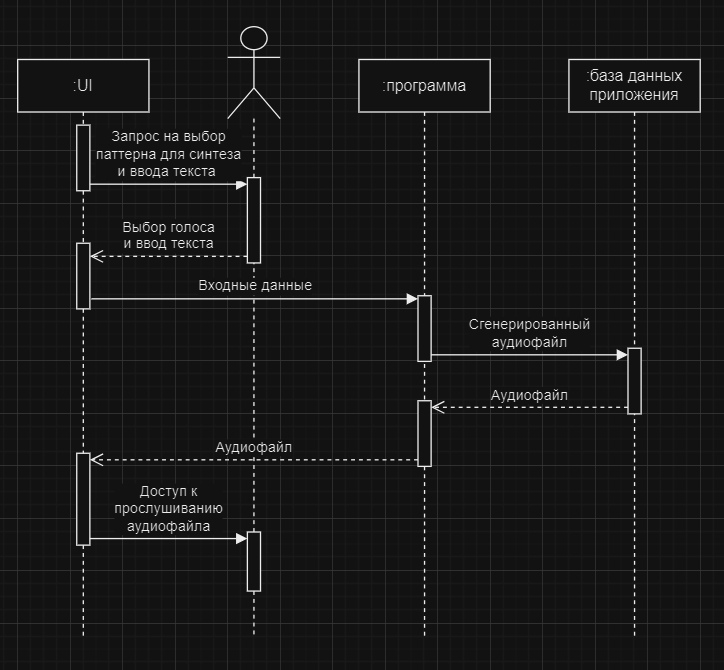 :UI
:программа
:база данных
приложения
Запрос на выбор
паттерна для синтеза
и ввода текста
Выбор голоса
и ввод текста
Входные данные
Сгенерированный
аудиофайл
Аудиофайл
Аудиофайл
Доступ к
прослушиванию
аудиофайла